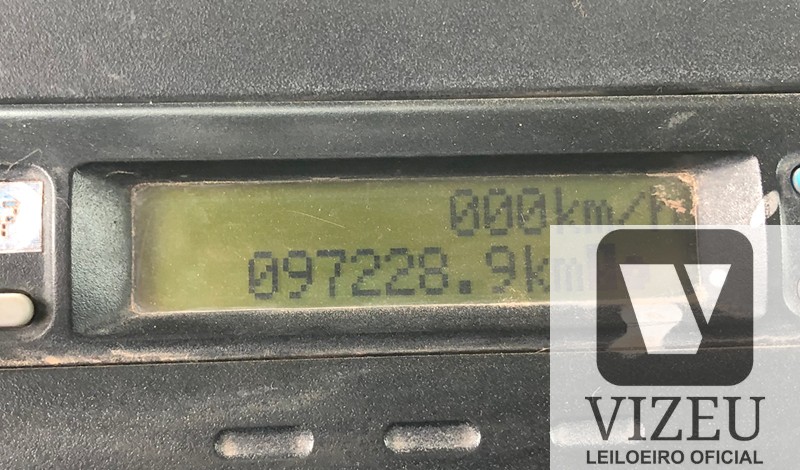 000km/h
097228.9km
?
VIZEU
LEILOEIRO OFICIAL